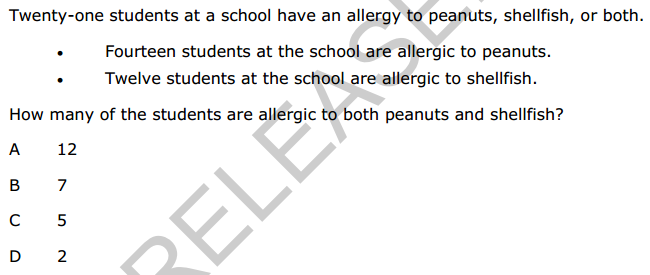 Twenty-one students at a school have an allergy to peanuts, shellfish, or both.
• Fourteen students at the school are allergic to peanuts.
• Twelve students at the school are allergic to shellfish.
How many of the students are allergic to both peanuts and shellfish?
A 12
B 7
C 5
D 2
RELEASE